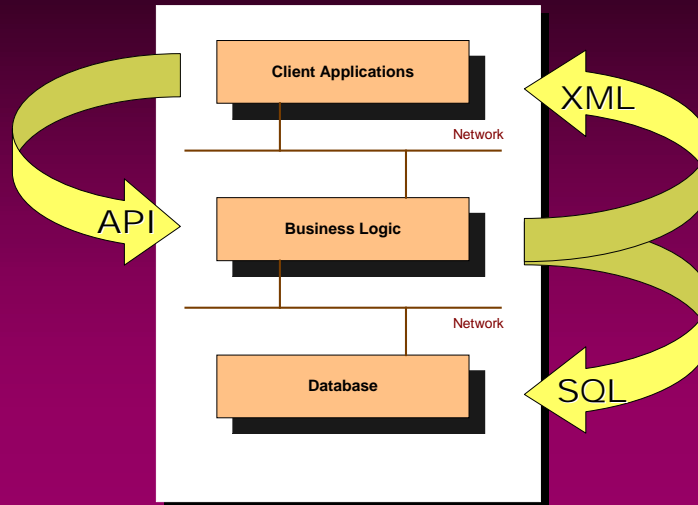 Client Applications
XML
Network
API
Business Logic
Network
Database
SQL